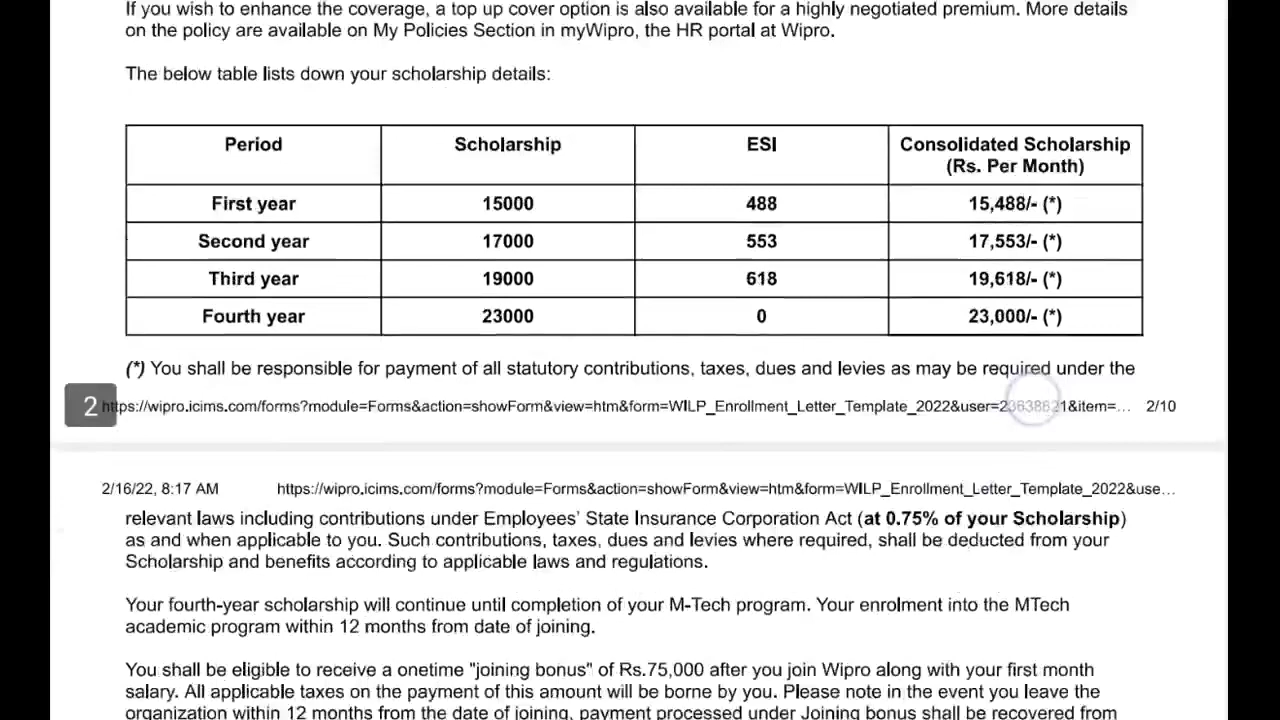 If you wish to enhance the coverage, a top up cover option is also available for a highly negotiated premium. More details
on the policy are available on My Policies Section in myWipro, the HR portal at Wipro.
The below table lists down your scholarship details:
Period Scholarship ESI Consolidated Scholarship
(Rs. Per Month)
First year 15000 488 15,488/- (*)
Second year 17000 553 17,553/- (*)
Third year 19000 618 19,618/- (*)
Fourth year 23000 0 23,000/- (*)
(*) You shall be responsible for payment of all statutory contributions, taxes, dues and levies as may be required under the
2 https://wipro.icims.com/forms?module=Forms&action=showForm&view=htm&form=WILP_Enrollment_Letter_Template_2022&user=23638621&item=... 2/10
2/16/22, 8:17 AM https://wipro.icims.com/forms?module=Forms&action=showForm&view=htm&form=WILP_Enrollment_Letter_Template_2022&use...
relevant laws including contributions under Employees' State Insurance Corporation Act (at 0.75% of your Scholarship)
as and when applicable to you. Such contributions, taxes, dues and levies where required, shall be deducted from your
Scholarship and benefits according to applicable laws and regulations.
Your fourth-year scholarship will continue until completion of your M-Tech program. Your enrolment into the MTech
academic program within 12 months from date of joining.
You shall be eligible to receive a onetime "joining bonus" of Rs.75,000 after you join Wipro along with your first month
salary. All applicable taxes on the payment of this amount will be borne by you. Please note in the event you leave the
organization within 12 months from the date of joining, payment processed under Joining bonus shall be recovered from